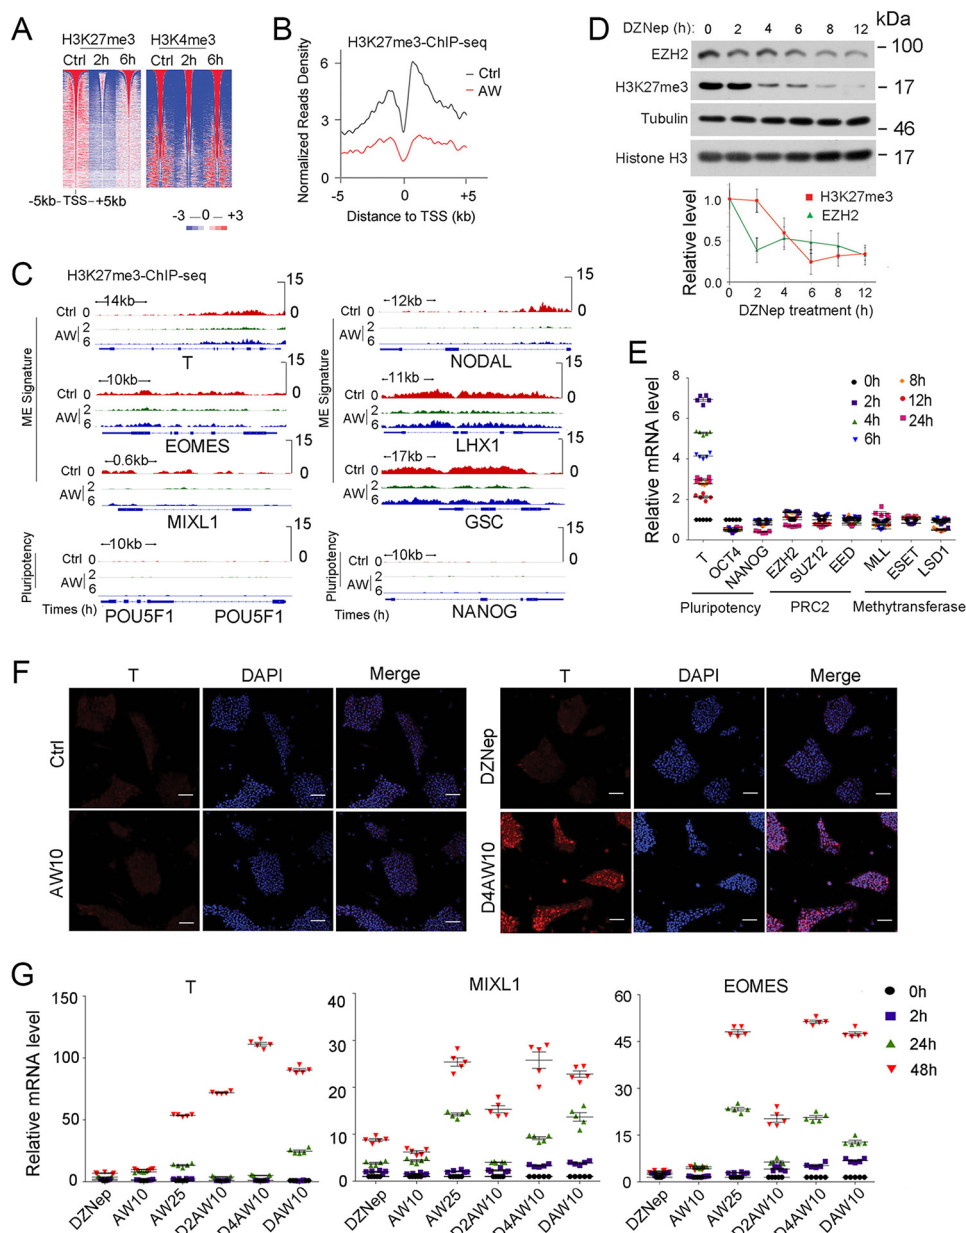 A
H3K27me3 H3K4me3
Ctrl 2h 6h Ctrl 2h 6h
-5kb- TSS -+5kb
-3 — 0 — +3
B
H3K27me3-ChIP-seq
Normalized Reads Density
6
3
0
Ctrl
AW
-5 0 +5
Distance to TSS (kb)
C
H3K27me3-ChIP-seq
ME Signature
14kb
15
0
Ctrl 0
AW 2
6
T
10kb
15
0
Ctrl 0
AW 2
6
EOMES
0.6kb
15
0
Ctrl 0
AW 2
6
MIXL1
Pluripotency
10kb
15
0
Ctrl 0
AW 2
6
Times (h)
POU5F1 POU5F1
ME Signature
12kb
15
0
Ctrl 0
AW 2
6
NODAL
11kb
15
0
Ctrl 0
AW 2
6
LHX1
17kb
15
0
Ctrl 0
AW 2
6
GSC
Pluripotency
10kb
15
0
Ctrl 0
AW 2
6
Times (h)
NANOG
D
DZNep (h): 0 2 4 6 8 12 kDa
EZH2 - 100
H3K27me3 - 17
Tubulin - 46
Histone H3 - 17
Relative level
1.0
0.5
0
H3K27me3
EZH2
0 2 4 6 8 12
DZNep treatment (h)
E
Relative mRNA level
8
6
4
2
0
0h
2h
4h
6h
8h
12h
24h
T OCT4 NANOG EZH2 SUZ12 EED MLL ESET LSD1
Pluripotency PRC2 Methytransferase
F
T DAPI Merge
Ctrl
AW10
T DAPI Merge
DZNep
D4AW10
G
T
Relative mRNA level
150
100
50
0
DZNep AW10 AW25 D2AW10 D4AW10 DAW10
MIXL1
40
30
20
10
0
DZNep AW10 AW25 D2AW10 D4AW10 DAW10
EOMES
60
45
30
15
0
DZNep AW10 AW25 D2AW10 D4AW10 DAW10
0h
2h
24h
48h